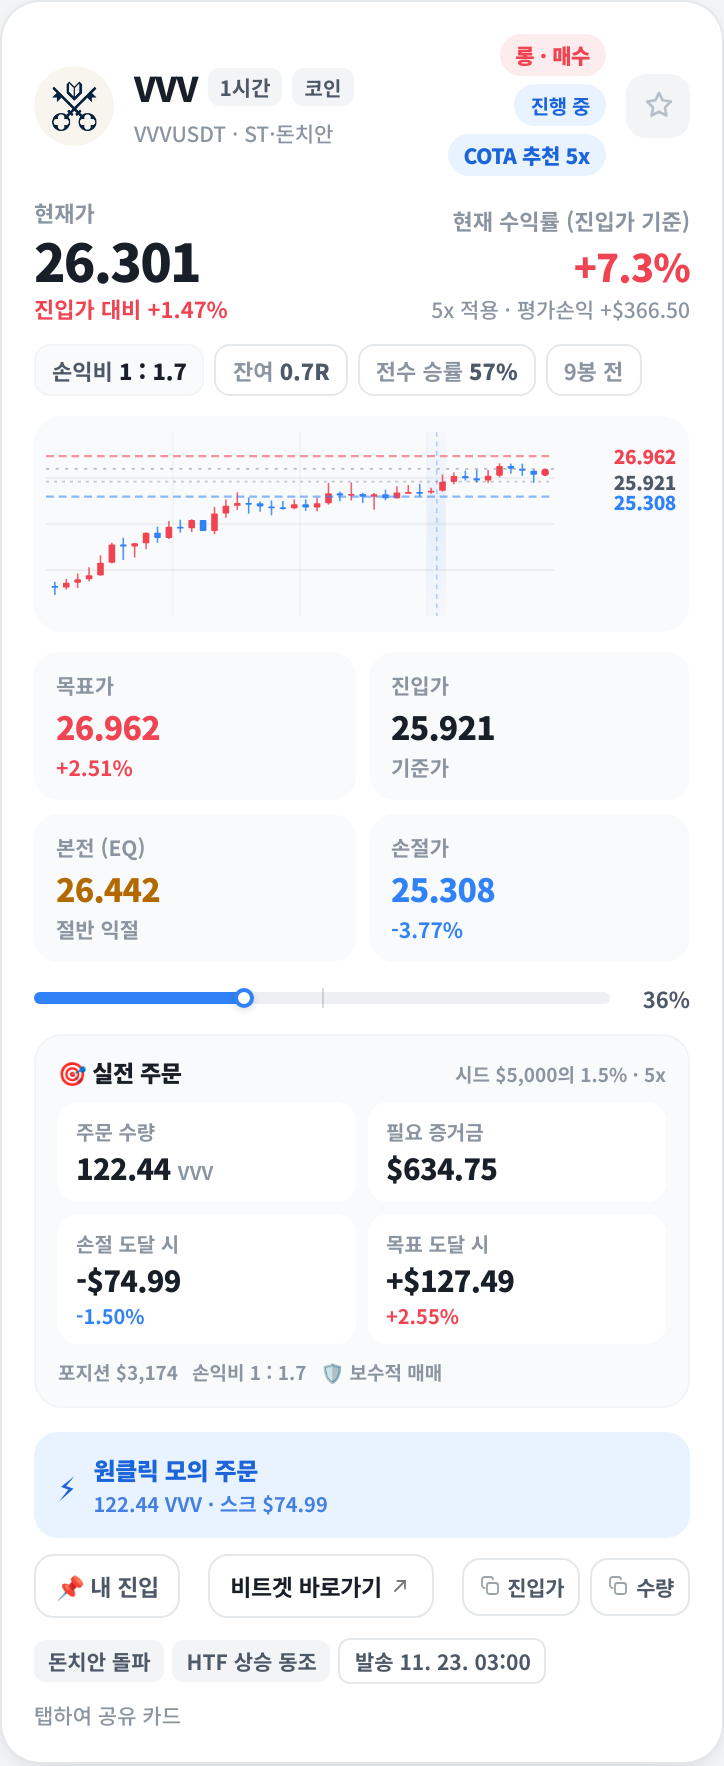 VVV 1시간 코인
VVVUSDT · ST·돈치안
롱 · 매수
진행 중
COTA 추천 5x
현재가
26.301
진입가 대비 +1.47%
현재 수익률 (진입가 기준)
+7.3%
5x 적용 · 평가손익 +$366.50
손익비 1 : 1.7
잔여 0.7R
전수 승률 57%
9봉 전
26.962
25.921
25.308
목표가
26.962
+2.51%
진입가
25.921
기준가
본전 (EQ)
26.442
절반 익절
손절가
25.308
-3.77%
36%
🎯 실전 주문
시드 $5,000의 1.5% · 5x
주문 수량
122.44 VVV
필요 증거금
$634.75
손절 도달 시
-$74.99
-1.50%
목표 도달 시
+$127.49
+2.55%
포지션 $3,174 손익비 1 : 1.7 🛡️ 보수적 매매
⚡ 원클릭 모의 주문
122.44 VVV · 스크 $74.99
📌 내 진입
비트겟 바로가기 ↗
진입가
수량
돈치안 돌파
HTF 상승 동조
발송 11. 23. 03:00
탭하여 공유 카드